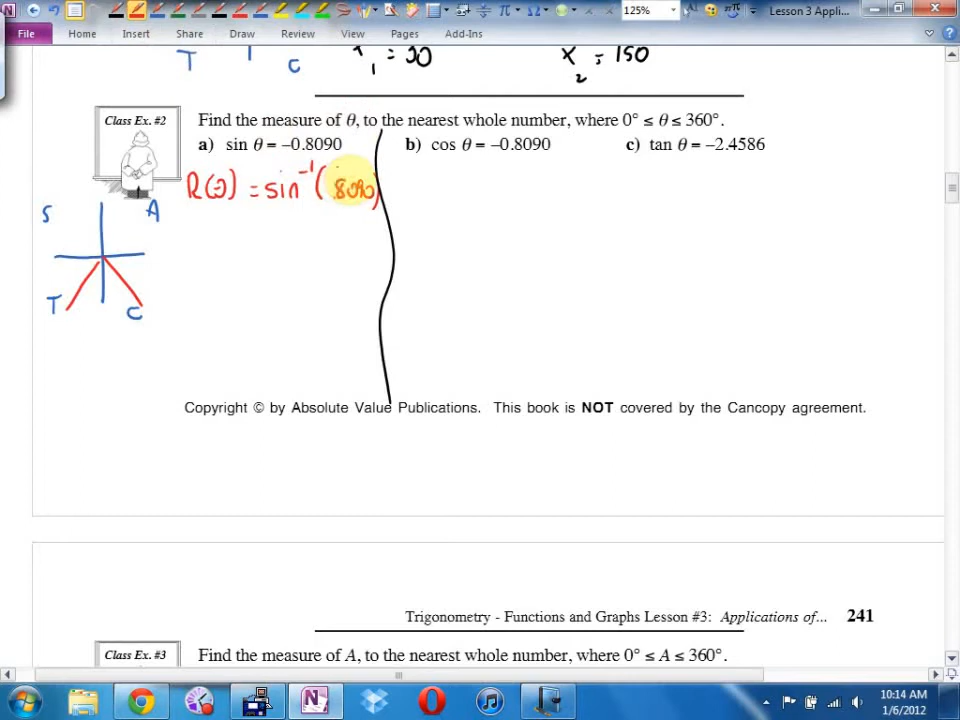 125%
Lesson 3 Appli...
File Home Insert Share Draw Review View Pages Add-Ins
T C
x1 = 30 x2 = 150
Class Ex. #2
Find the measure of θ, to the nearest whole number, where 0° ≤ θ ≤ 360°.
a) sin θ = –0.8090 b) cos θ = –0.8090 c) tan θ = –2.4586
R(θ) = sin⁻¹(.8090)
S A
T C
Copyright © by Absolute Value Publications. This book is NOT covered by the Cancopy agreement.
Trigonometry - Functions and Graphs Lesson #3: Applications of... 241
Class Ex. #3
Find the measure of A, to the nearest whole number, where 0° ≤ A ≤ 360°.
10:14 AM
1/6/2012